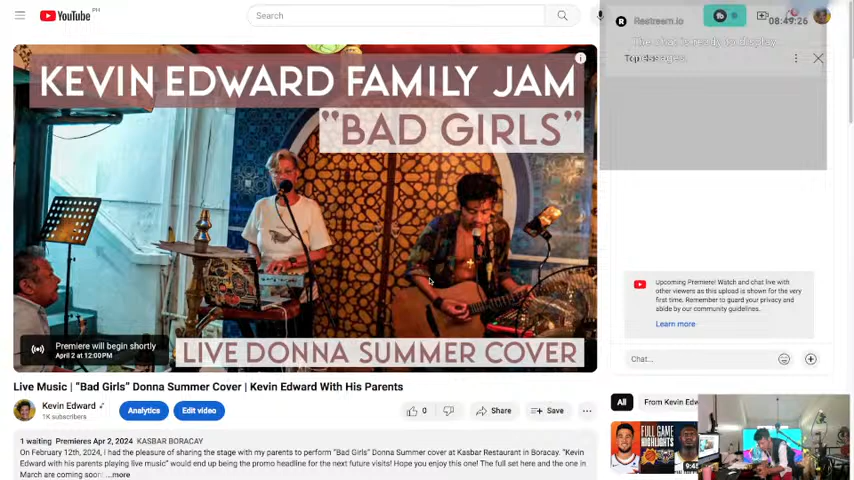 YouTube PH
Search
Restream.io
08:49:26
The chat is ready to display
messages.
KEVIN EDWARD FAMILY JAM
"BAD GIRLS"
Premiere will begin shortly
April 2 at 12:00PM
LIVE DONNA SUMMER COVER
Upcoming Premiere! Watch and chat live with
other viewers as this upload is shown for the very
first time. Remember to guard your privacy and
abide by our community guidelines.
Learn more
Chat...
Live Music | "Bad Girls" Donna Summer Cover | Kevin Edward With His Parents
Kevin Edward
1K subscribers
Analytics
Edit video
0
Share
Save
All
From Kevin Edw
1 waiting Premieres Apr 2, 2024 KASBAR BORACAY
On February 12th, 2024, I had the pleasure of sharing the stage with my parents to perform "Bad Girls" Donna Summer cover at Kasbar Restaurant in Boracay. "Kevin
Edward with his parents playing live music" would end up being the promo headline for the next future visits! Hope you enjoy this one! The full set here and the one in
March are coming soon: ...more
FULL GAME
HIGHLIGHTS